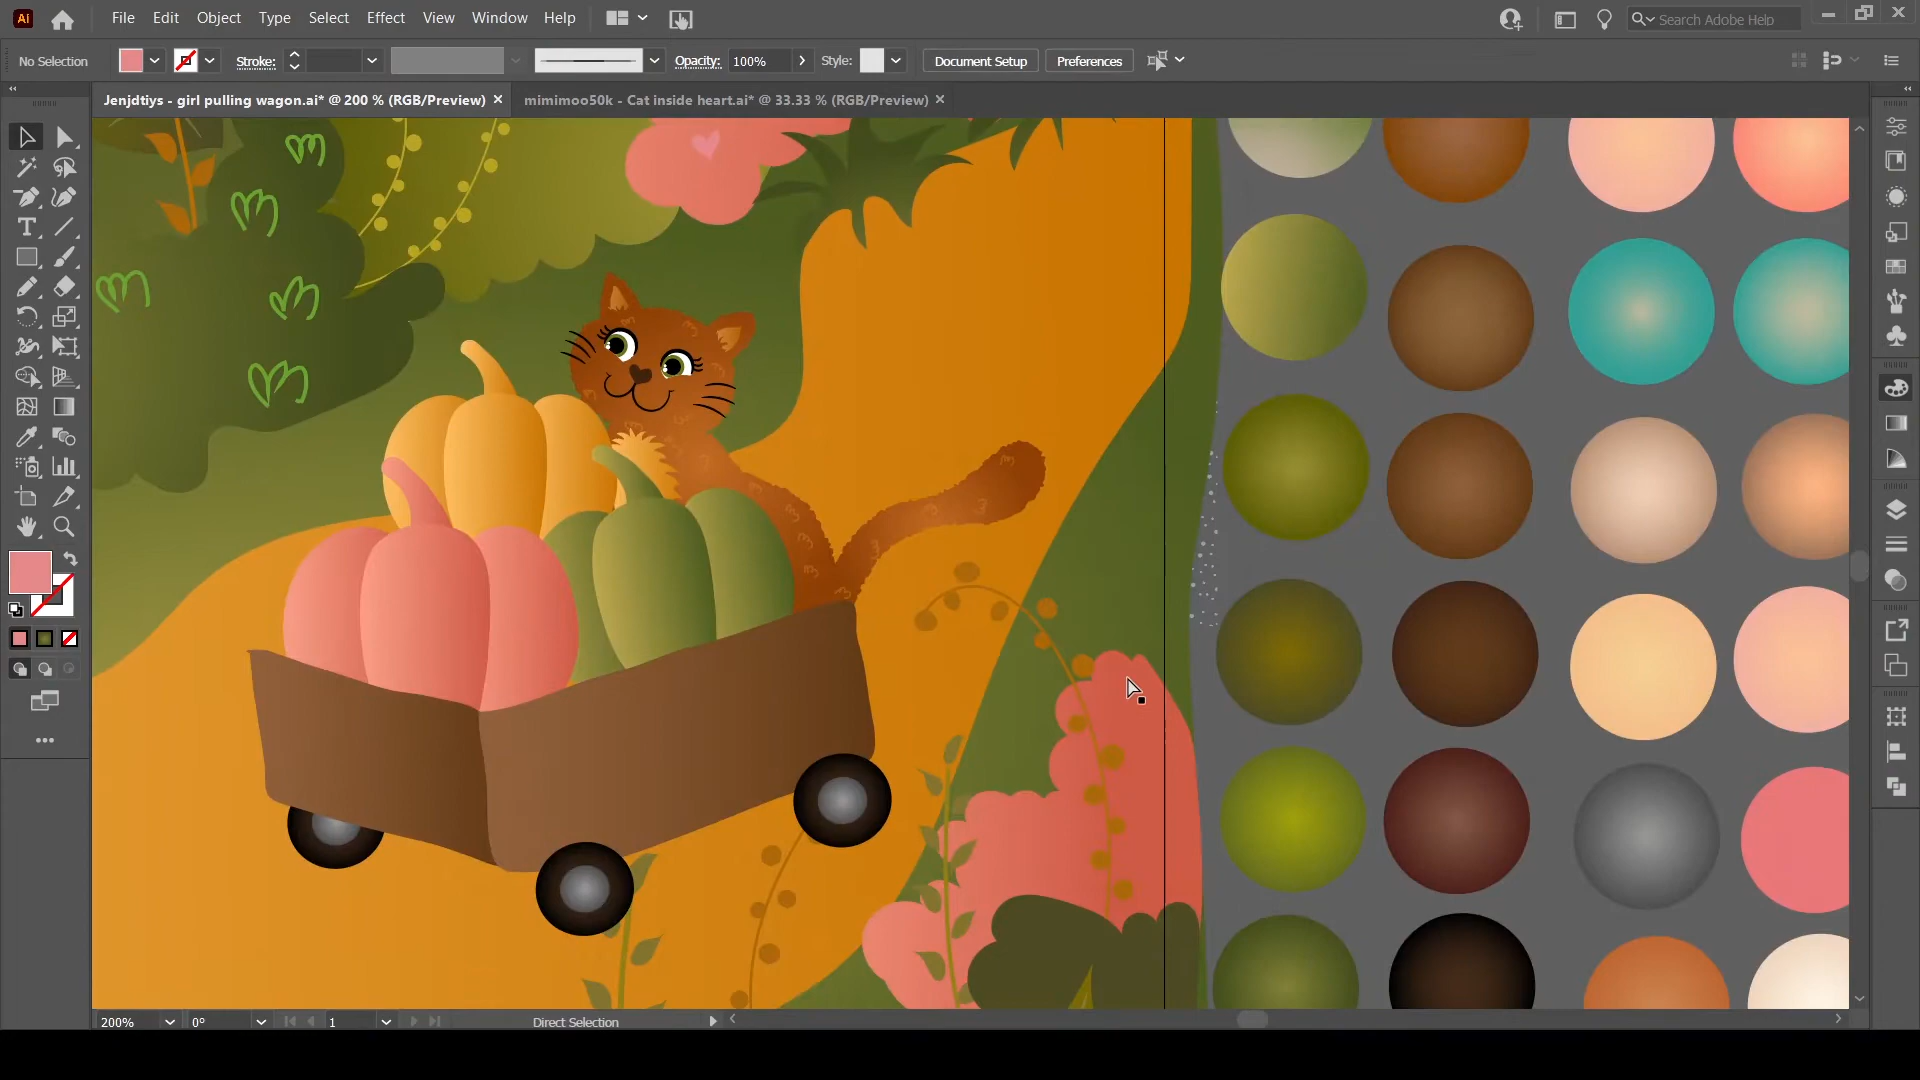 Ai File Edit Object Type Select Effect View Window Help Search Adobe Help
No Selection Stroke: Opacity: 100% Style: Document Setup Preferences
Jenjdtiys - girl pulling wagon.ai* @ 200 % (RGB/Preview) × mimimoo50k - Cat inside heart.ai* @ 33.33 % (RGB/Preview) ×
T
200% 0° 1 Direct Selection